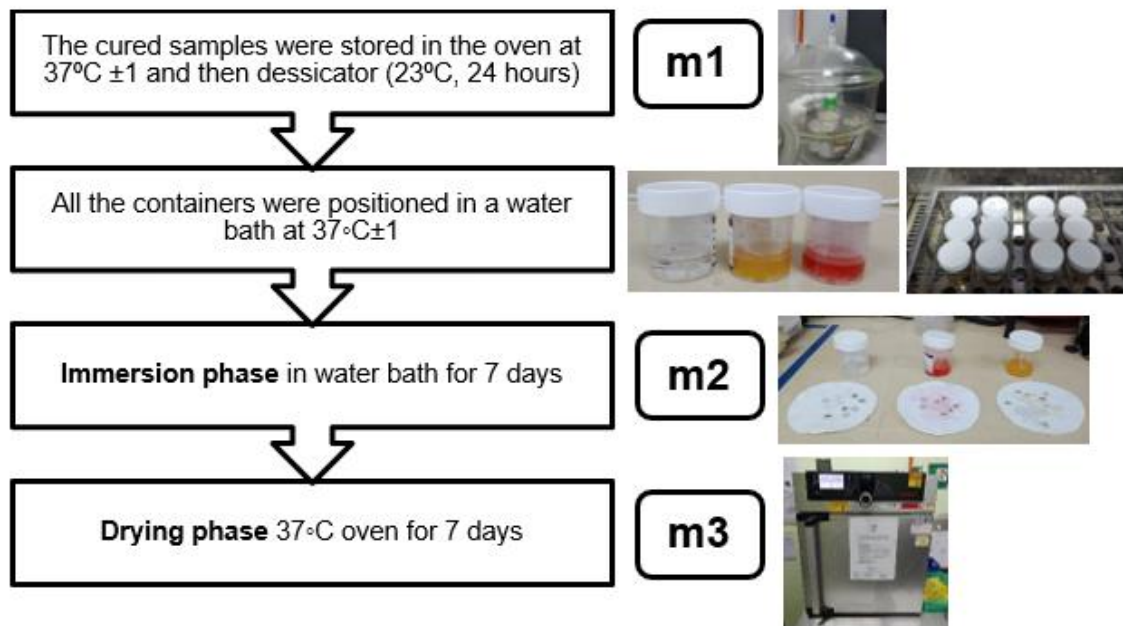 The cured samples were stored in the oven at
37ºC ±1 and then dessicator (23ºC, 24 hours)
m1
All the containers were positioned in a water
bath at 37◦C±1
Immersion phase in water bath for 7 days
m2
Drying phase 37◦C oven for 7 days
m3